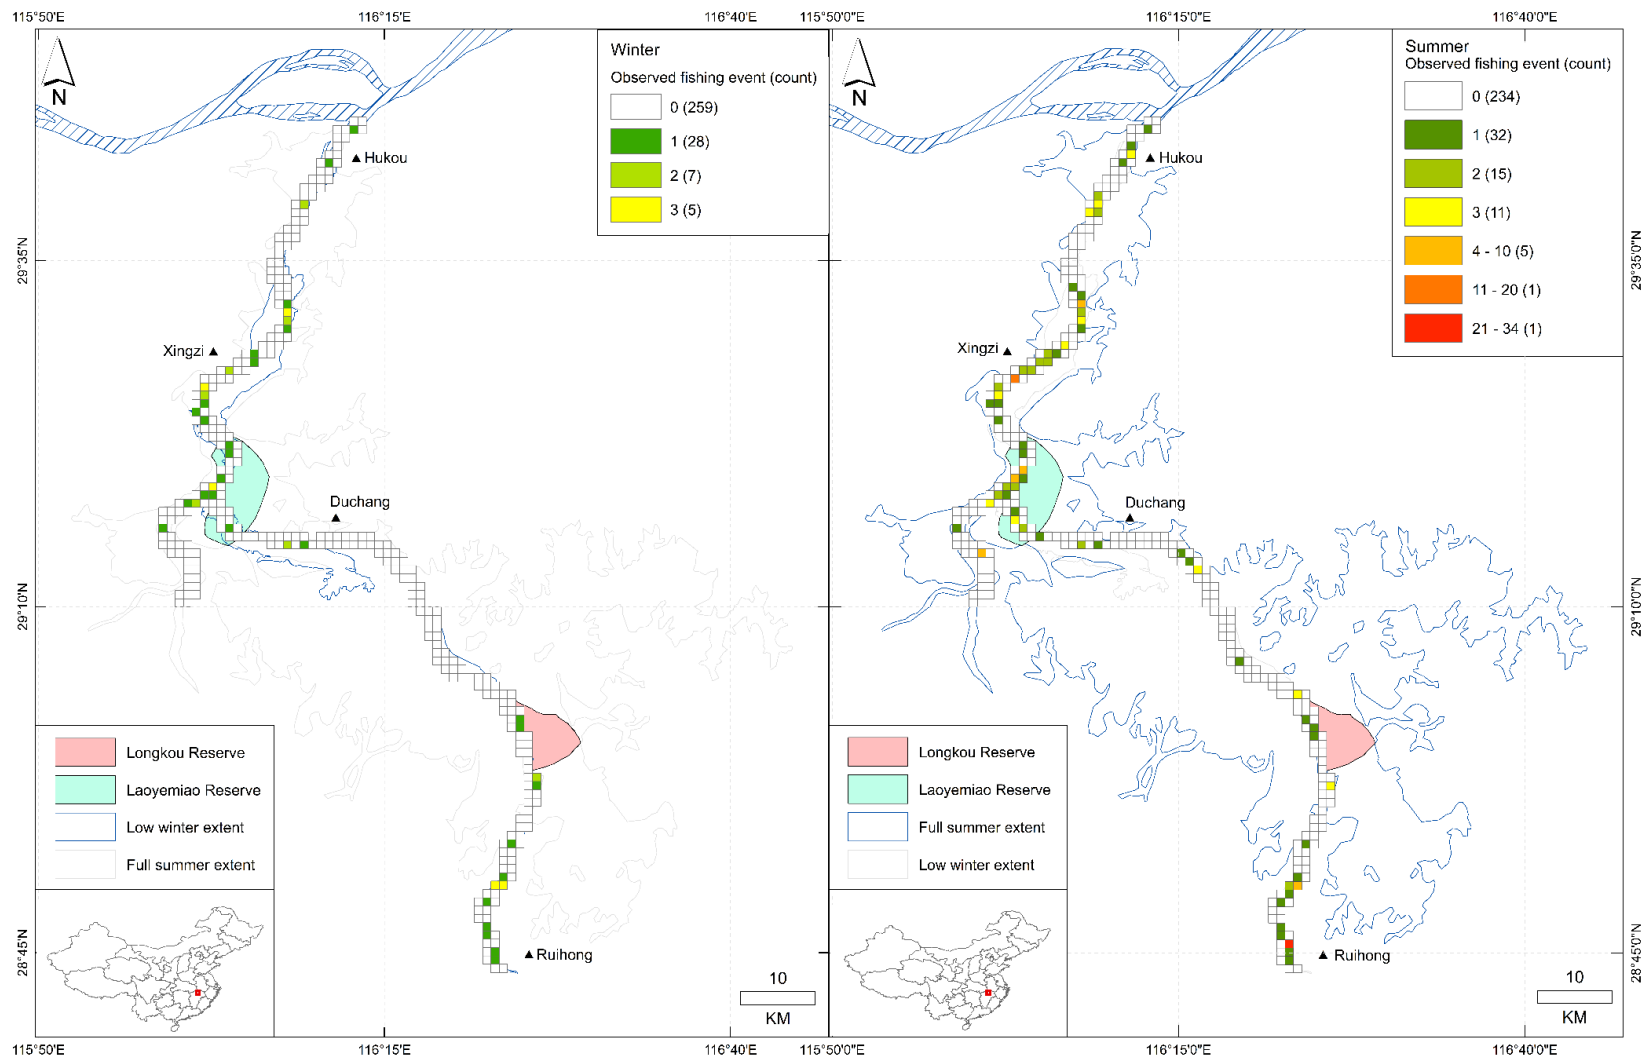 115°50'E
116°15'E
116°40'E
115°50'0"E
116°15'0"E
116°40'0"E
N
Winter
Observed fishing event (count)
0 (259)
1 (28)
2 (7)
3 (5)
N
Summer
Observed fishing event (count)
0 (234)
1 (32)
2 (15)
3 (11)
4 - 10 (5)
11 - 20 (1)
21 - 34 (1)
Hukou
Hukou
29°35'N
29°35'0"N
Xingzi
Xingzi
Duchang
Duchang
29°10'N
29°10'0"N
Longkou Reserve
Laoyemiao Reserve
Low winter extent
Full summer extent
Longkou Reserve
Laoyemiao Reserve
Full summer extent
Low winter extent
28°45'N
28°45'0"N
Ruihong
Ruihong
10
KM
10
KM
115°50'E
116°15'E
116°40'E
115°50'0"E
116°15'0"E
116°40'0"E